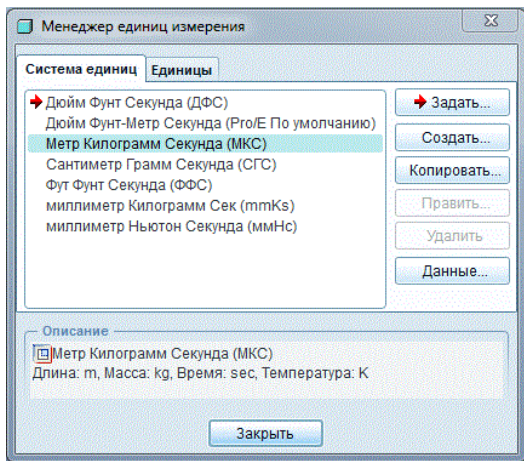 Менеджер единиц измерения
Система единиц Единицы
Дюйм Фунт Секунда (ДФС)
Дюйм Фунт-Метр Секунда (Pro/E По умолчанию)
Метр Килограмм Секунда (МКС)
Сантиметр Грамм Секунда (СГС)
Фут Фунт Секунда (ФФС)
миллиметр Килограмм Сек (mmKs)
миллиметр Ньютон Секунда (ммНс)
Задать...
Создать...
Копировать...
Править...
Удалить
Данные...
Описание
Метр Килограмм Секунда (МКС)
Длина: m, Масса: kg, Время: sec, Температура: K
Закрыть